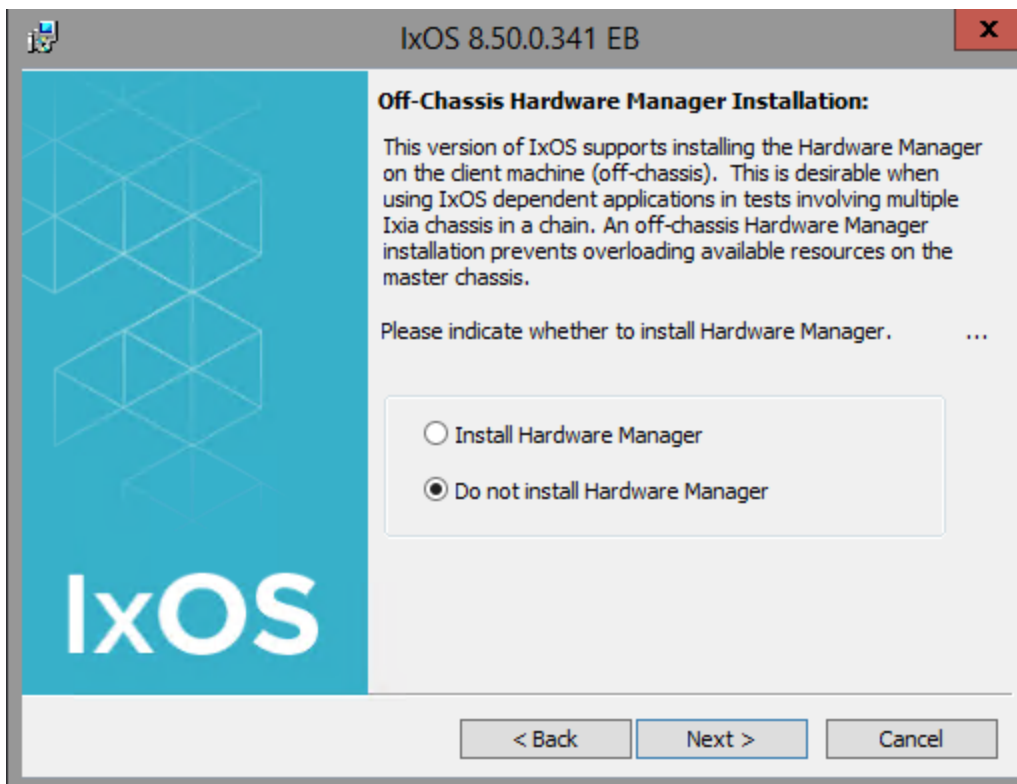 IxOS 8.50.0.341 EB
x
Off-Chassis Hardware Manager Installation:
This version of IxOS supports installing the Hardware Manager
on the client machine (off-chassis).  This is desirable when
using IxOS dependent applications in tests involving multiple
Ixia chassis in a chain. An off-chassis Hardware Manager
installation prevents overloading available resources on the
master chassis.
Please indicate whether to install Hardware Manager. ...
Install Hardware Manager
Do not install Hardware Manager
IxOS
< Back
Next >
Cancel